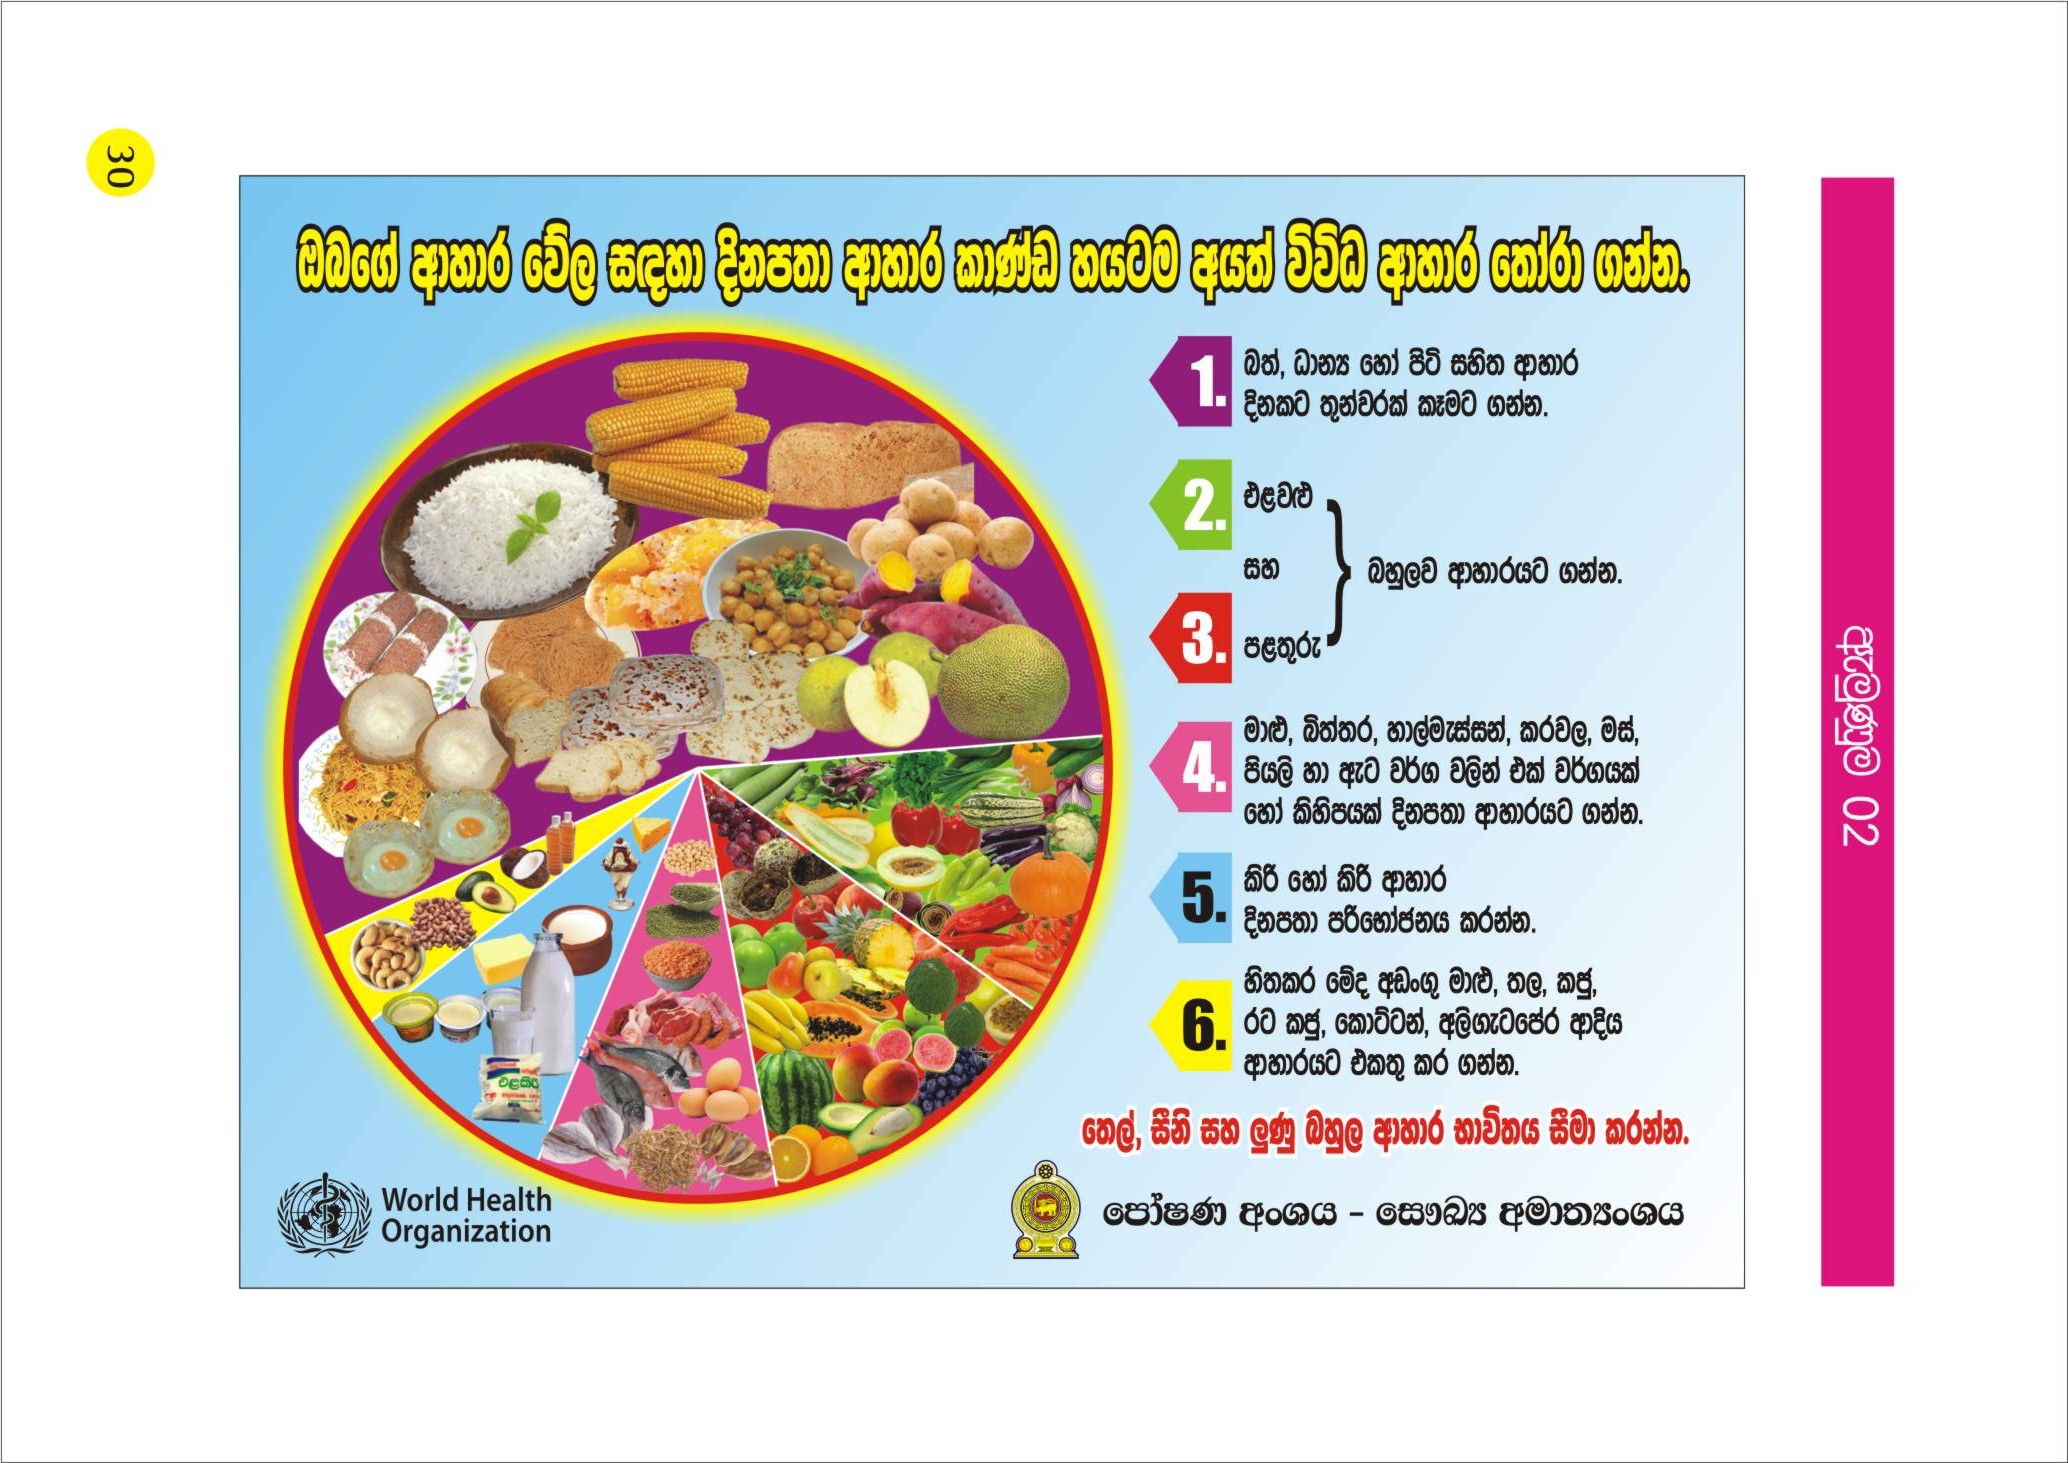 30
ඔබගේ ආහාර වේල සඳහා දිනපතා ආහාර කාණ්ඩ හයටම අයත් විවිධ ආහාර තෝරා ගන්න.
1. බත්, ධාන්‍ය හෝ පිටි සහිත ආහාර
දිනකට තුන්වරක් කෑමට ගන්න.
2. එළවළු
සහ
3. පළතුරු
බහුලව ආහාරයට ගන්න.
4. මාළු, බිත්තර, හාල්මැස්සන්, කරවල, මස්,
පියලි හා ඇට වර්ග වලින් එක් වර්ගයක්
හෝ කිහිපයක් දිනපතා ආහාරයට ගන්න.
5. කිරි හෝ කිරි ආහාර
දිනපතා පරිභෝජනය කරන්න.
6. හිතකර මේද අඩංගු මාළු, තල, කජු,
රට කජු, කොට්ටන්, අලිගැටපේර ආදිය
ආහාරයට එකතු කර ගන්න.
තෙල්, සීනි සහ ලුණු බහුල ආහාර භාවිතය සීමා කරන්න.
එළකිරි
World Health
Organization
පෝෂණ අංශය – සෞඛ්‍ය අමාත්‍යංශය
ඇමුණුම 02